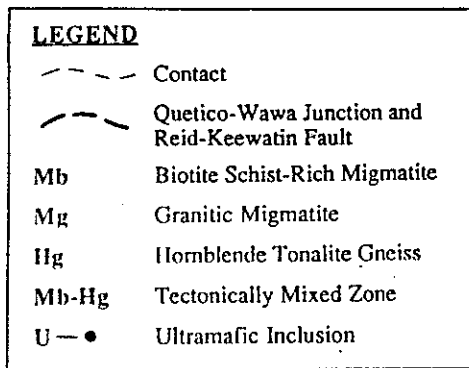 LEGEND
Contact
Quetico-Wawa Junction and
Reid-Keewatin Fault
Mb Biotite Schist-Rich Migmatite
Mg Granitic Migmatite
Hg Hornblende Tonalite Gneiss
Mb-Hg Tectonically Mixed Zone
U — ● Ultramafic Inclusion